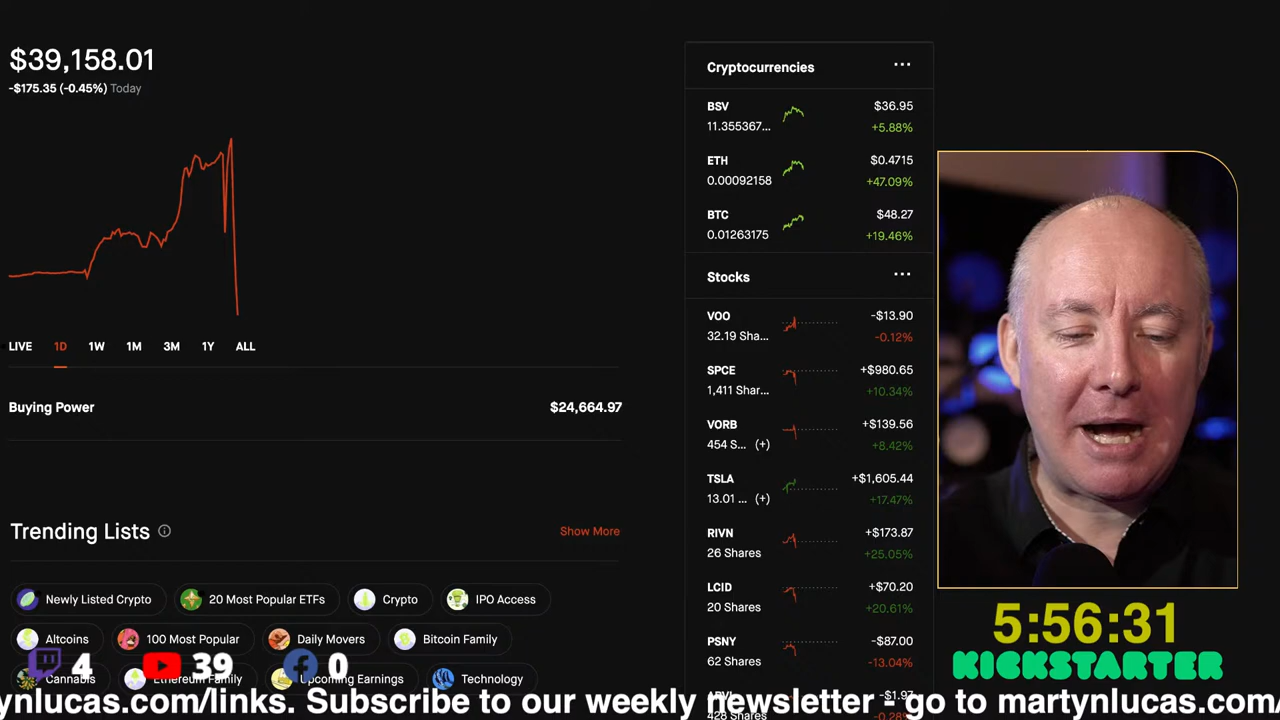 $39,158.01
-$175.35 (-0.45%) Today
LIVE 1D 1W 1M 3M 1Y ALL
Buying Power $24,664.97
Trending Lists
Show More
Newly Listed Crypto 20 Most Popular ETFs Crypto IPO Access
Altcoins 100 Most Popular Daily Movers Bitcoin Family
Cannabis Ethereum Family Upcoming Earnings Technology
4 39 0
Cryptocurrencies
BSV $36.95
11.355367... +5.88%
ETH $0.4715
0.00092158 +47.09%
BTC $48.27
0.01263175 +19.46%
Stocks
VOO -$13.90
32.19 Sha... -0.12%
SPCE +$980.65
1,411 Shar... +10.34%
VORB +$139.56
454 S... (+) +8.42%
TSLA +$1,605.44
13.01 ... (+) +17.47%
RIVN +$173.87
26 Shares +25.05%
LCID +$70.20
20 Shares +20.61%
PSNY -$87.00
62 Shares -13.04%
-$1.97
428 Shares -0.28%
5:56:31
KICKSTARTER
ynlucas.com/links. Subscribe to our weekly newsletter - go to martynlucas.com/